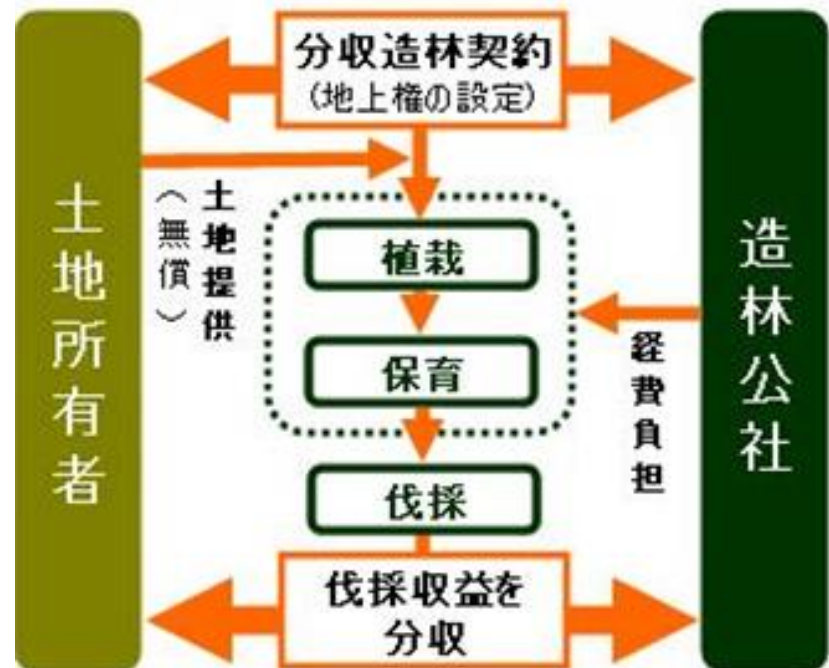 分収造林契約
(地上権の設定)
土地所有者
土地提供
(無償)
植栽
保育
経費負担
造林公社
伐採
伐採収益を
分収